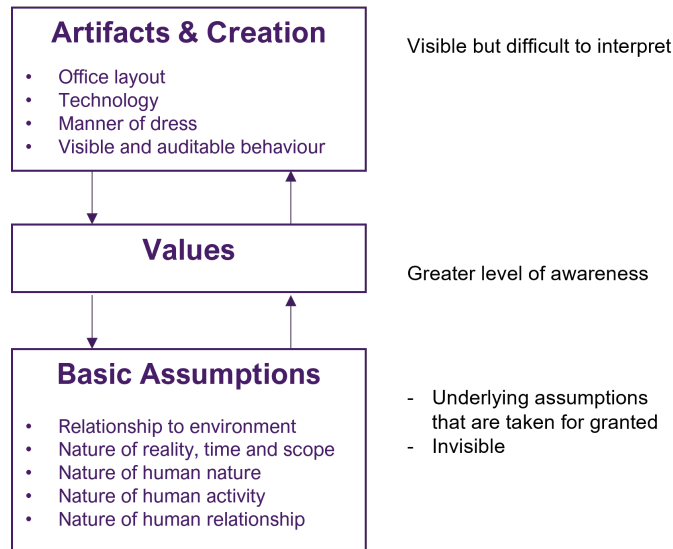 Artifacts & Creation
• Office layout
• Technology
• Manner of dress
• Visible and auditable behaviour
Visible but difficult to interpret
Values
Greater level of awareness
Basic Assumptions
• Relationship to environment
• Nature of reality, time and scope
• Nature of human nature
• Nature of human activity
• Nature of human relationship
- Underlying assumptions
that are taken for granted
- Invisible